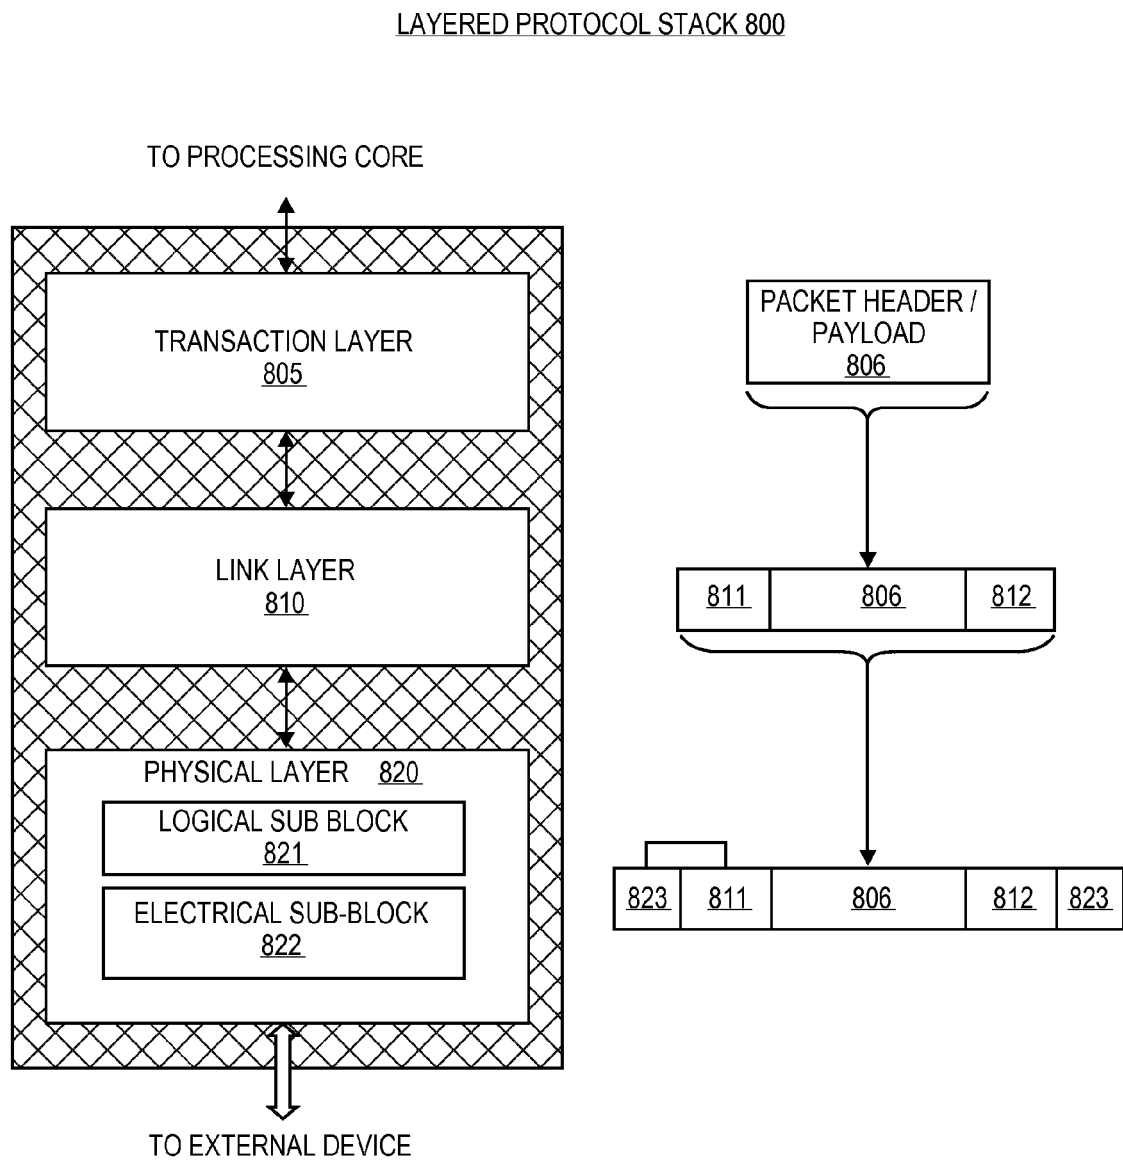 LAYERED PROTOCOL STACK 800
TO PROCESSING CORE
TRANSACTION LAYER
805
LINK LAYER
810
PHYSICAL LAYER 820
LOGICAL SUB BLOCK
821
ELECTRICAL SUB-BLOCK
822
TO EXTERNAL DEVICE
PACKET HEADER /
PAYLOAD
806
811 806 812
823 811 806 812 823